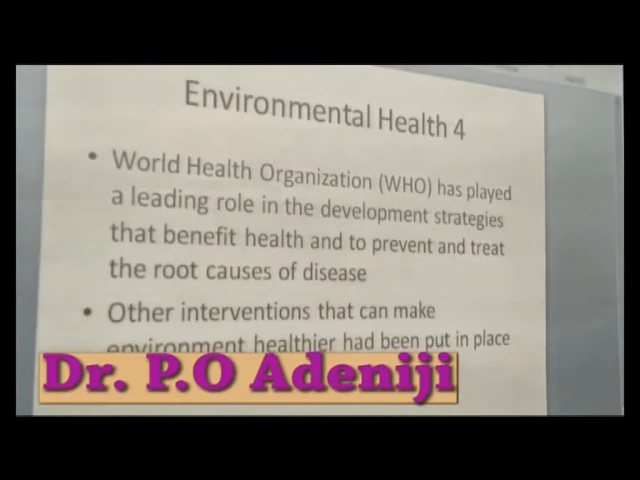 Environmental Health 4
• World Health Organization (WHO) has played
a leading role in the development strategies
that benefit health and to prevent and treat
the root causes of disease
• Other interventions that can make
environment healthier had been put in place
Dr. P.O Adeniji